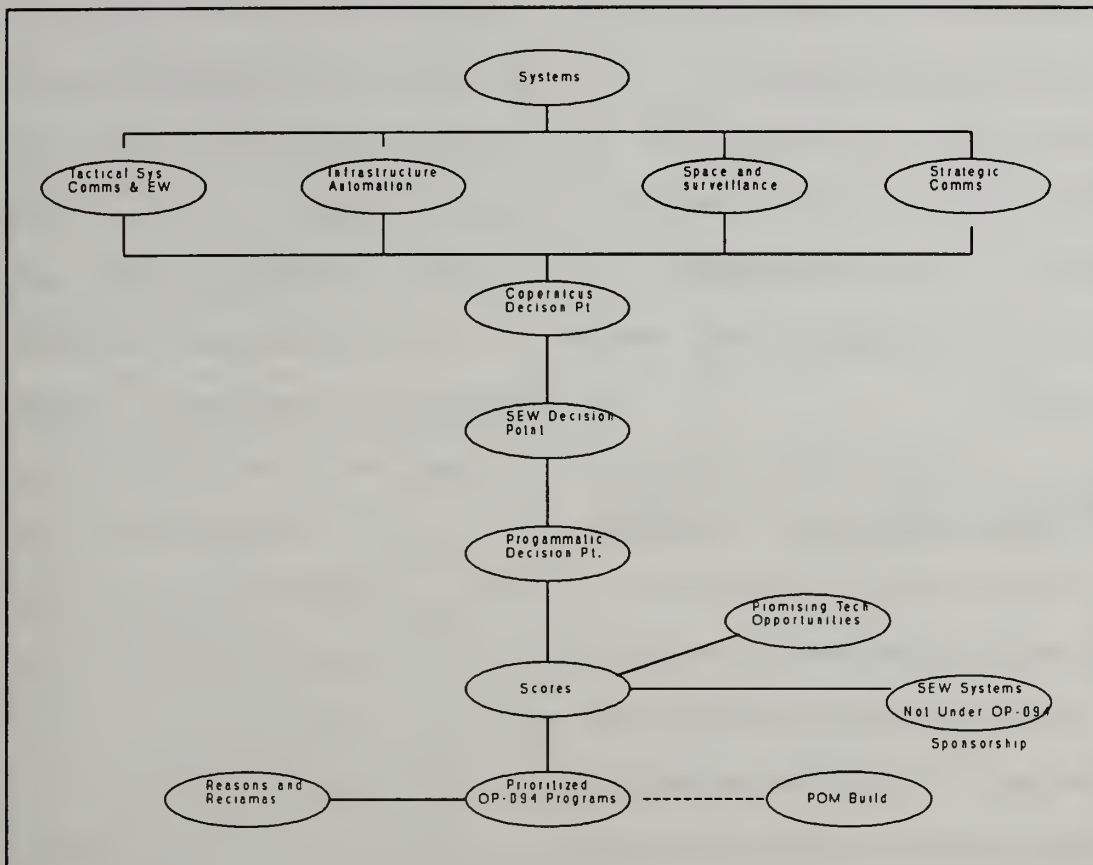 Systems
Tactical Sys
Comms & EW
Infrastructure
Automation
Space and
surveillance
Strategic
Comms
Copernicus
Decison Pt
SEW Decision
Point
Progammatic
Decision Pt.
Promising Tech
Opportunities
Scores
SEW Systems
Not Under OP-094
Sponsorship
Reasons and
Reclamas
Prioritized
OP-094 Programs
POM Build